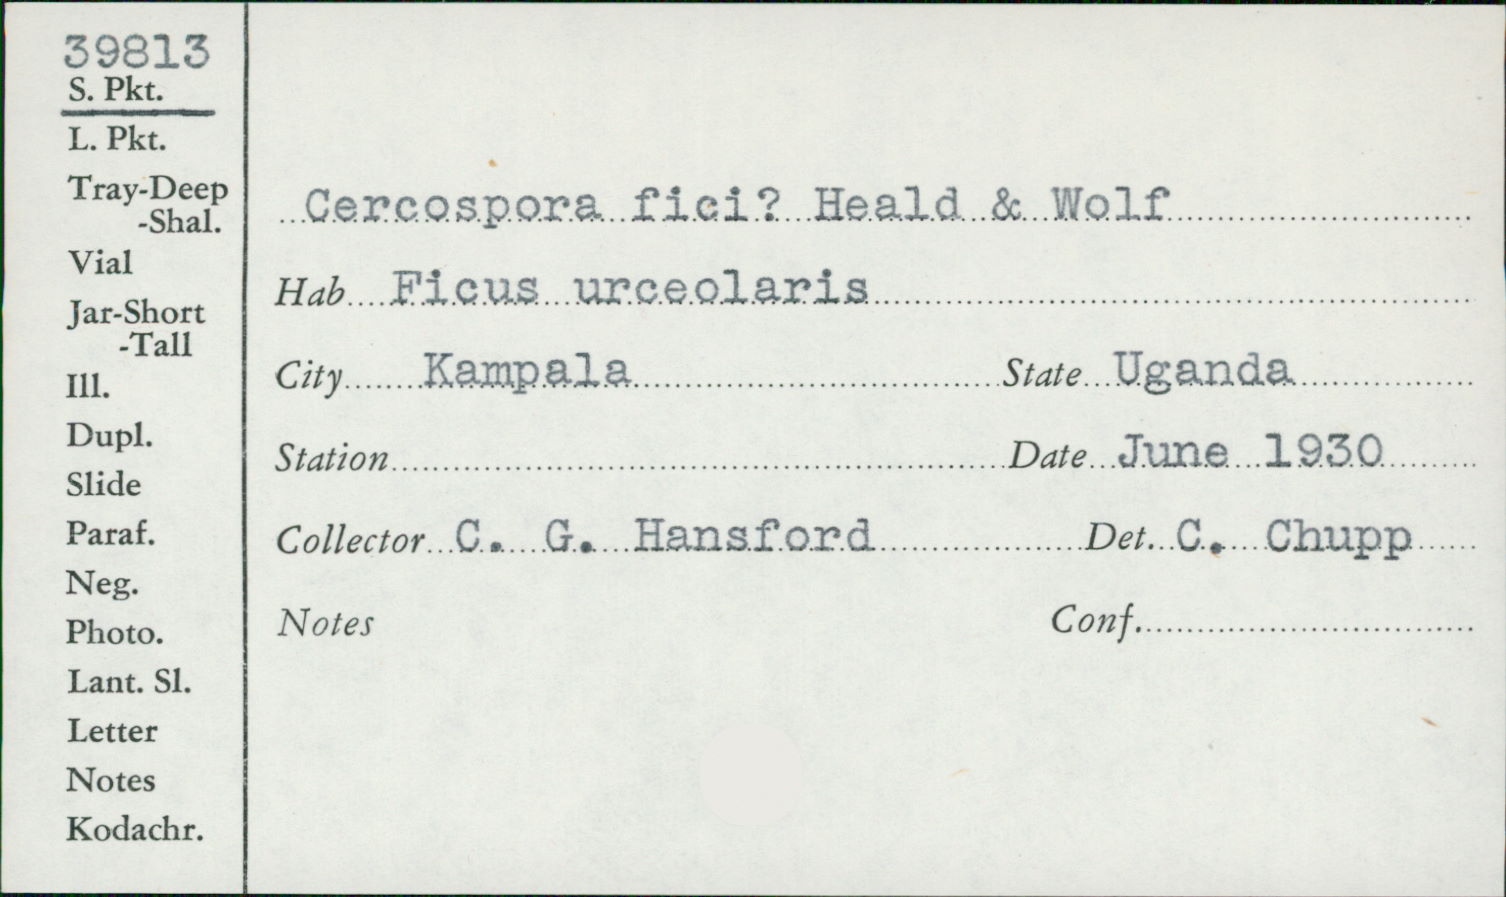 39813
S. Pkt.
L. Pkt.
Tray-Deep
-Shal.
Vial
Jar-Short
-Tall
Ill.
Dupl.
Slide
Paraf.
Neg.
Photo.
Lant. Sl.
Letter
Notes
Kodachr.
Cercospora fici? Heald & Wolf
Hab Ficus urceolaris
City Kampala State Uganda
Station Date June 1930
Collector C. G. Hansford Det. C. Chupp
Notes Conf.